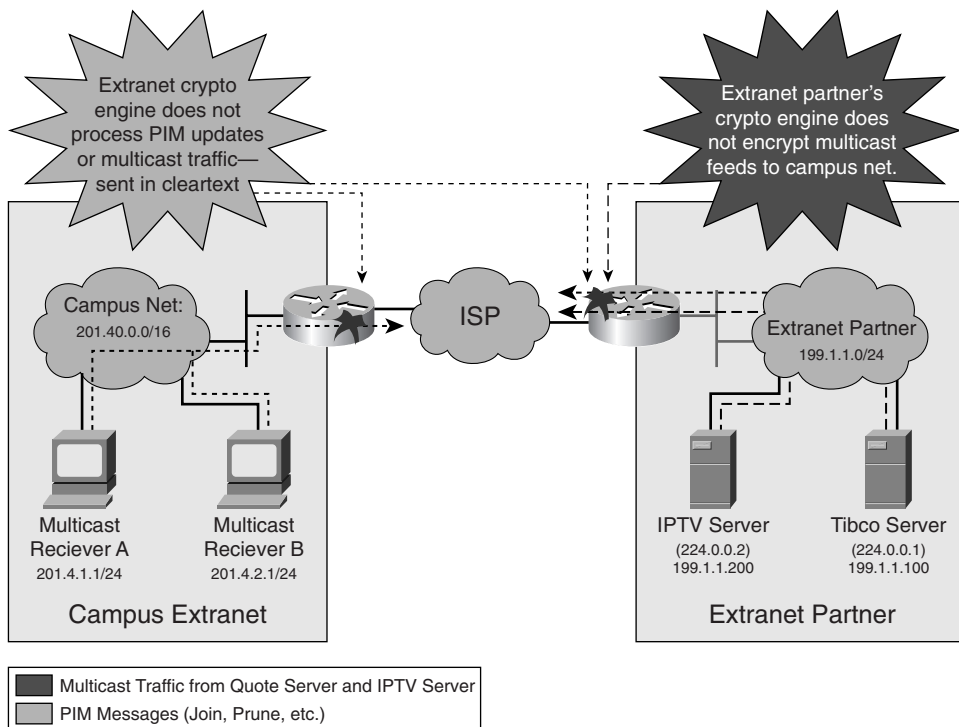 Extranet crypto
engine does not
process PIM updates
or multicast traffic—
sent in cleartext
Extranet partner's
crypto engine does
not encrypt multicast
feeds to campus net.
Campus Net:
201.40.0.0/16
ISP
Extranet Partner
199.1.1.0/24
Multicast
Reciever A
201.4.1.1/24
Multicast
Reciever B
201.4.2.1/24
IPTV Server
(224.0.0.2)
199.1.1.200
Tibco Server
(224.0.0.1)
199.1.1.100
Campus Extranet
Extranet Partner
Multicast Traffic from Quote Server and IPTV Server
PIM Messages (Join, Prune, etc.)